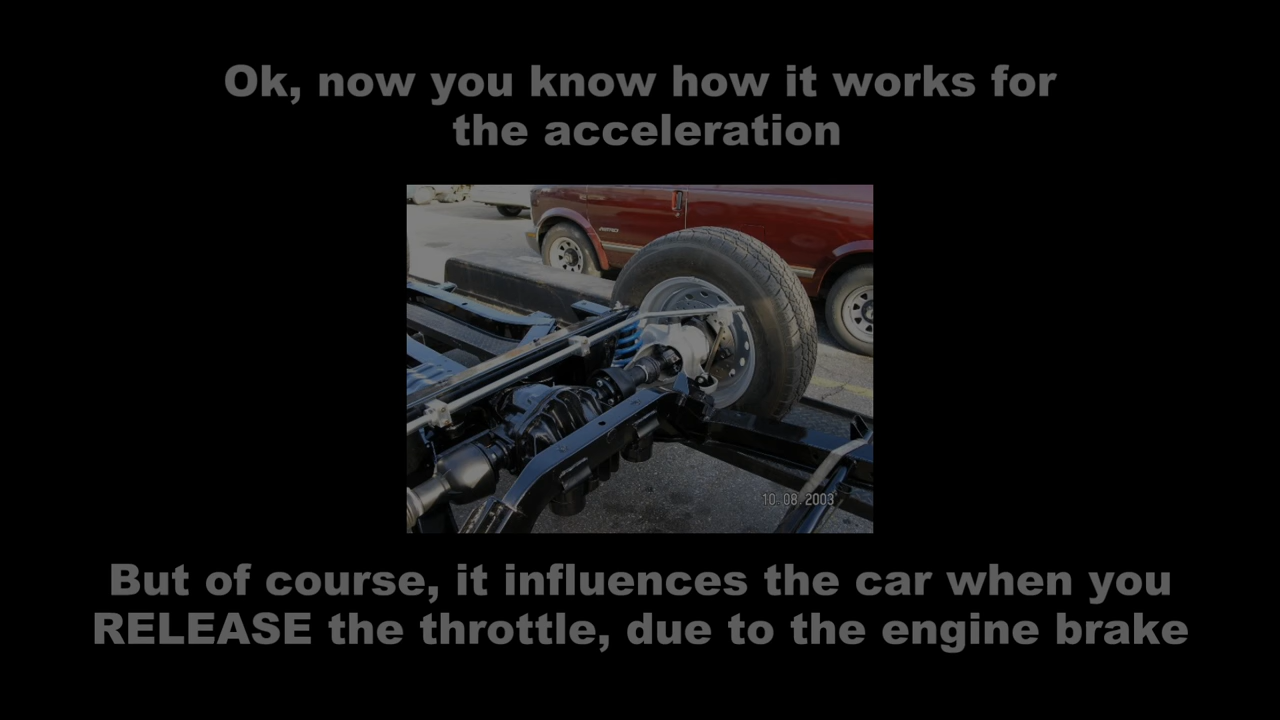 Ok, now you know how it works for
the acceleration
10.08.2003
But of course, it influences the car when you
RELEASE the throttle, due to the engine brake